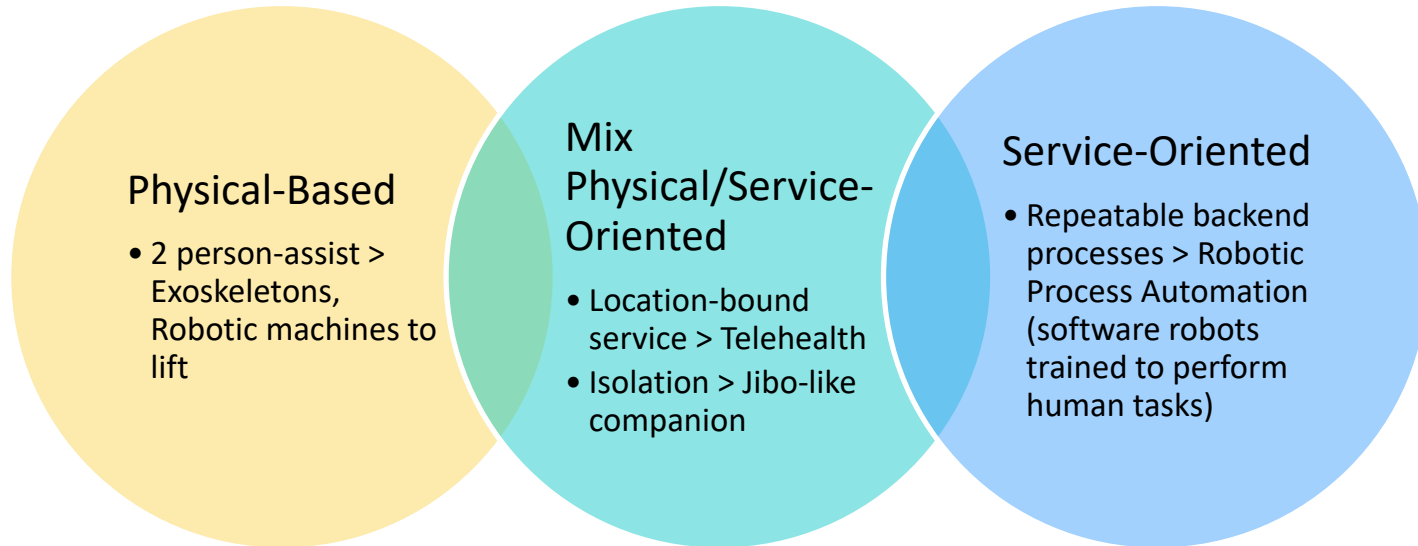 Physical-Based
• 2 person-assist >
Exoskeletons,
Robotic machines to
lift
Mix
Physical/Service-
Oriented
• Location-bound
service > Telehealth
• Isolation > Jibo-like
companion
Service-Oriented
• Repeatable backend
processes > Robotic
Process Automation
(software robots
trained to perform
human tasks)